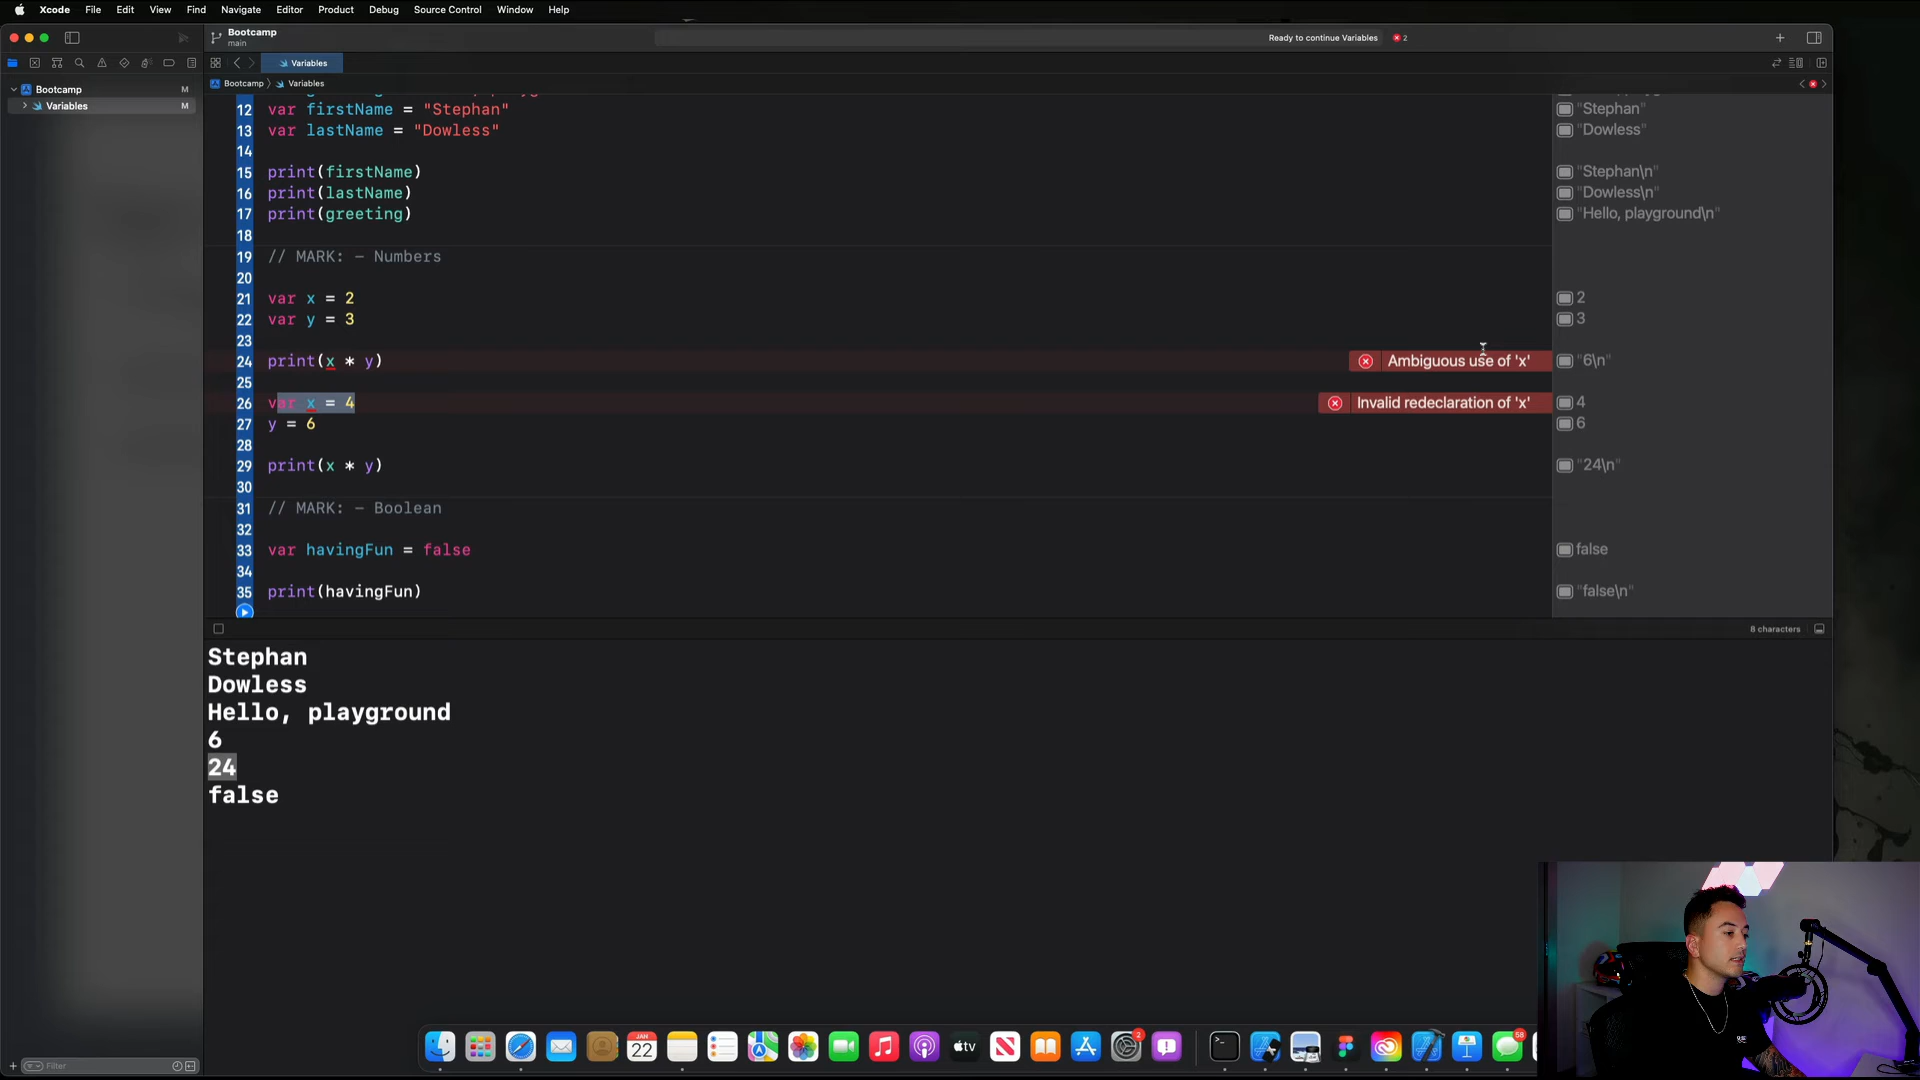 Xcode File Edit View Find Navigate Editor Product Debug Source Control Window Help
Bootcamp
main
Ready to continue Variables 2
Variables
Bootcamp Variables
Bootcamp M
Variables M
12 var firstName = "Stephan" "Stephan"
13 var lastName = "Dowless" "Dowless"
14
15 print(firstName) "Stephan\n"
16 print(lastName) "Dowless\n"
17 print(greeting) "Hello, playground\n"
18
19 // MARK: - Numbers
20
21 var x = 2 2
22 var y = 3 3
23
24 print(x * y) Ambiguous use of 'x' "6\n"
25
26 var x = 4 Invalid redeclaration of 'x' 4
27 y = 6 6
28
29 print(x * y) "24\n"
30
31 // MARK: - Boolean
32
33 var havingFun = false false
34
35 print(havingFun) "false\n"
8 characters
Stephan
Dowless
Hello, playground
6
24
false
JAN
22
tv
2
58
Filter